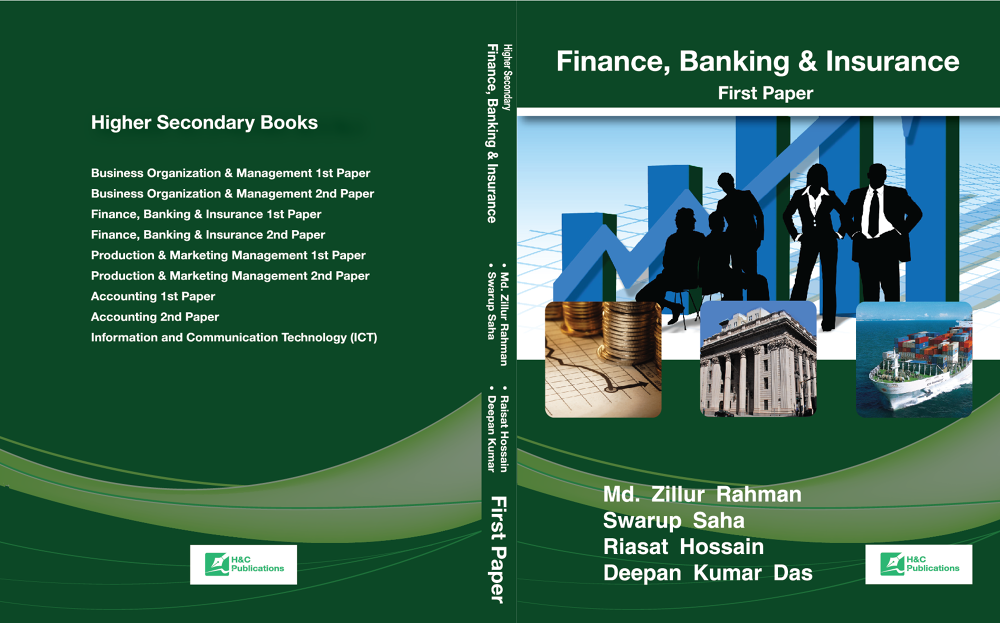 Higher Secondary Books
Business Organization & Management 1st Paper
Business Organization & Management 2nd Paper
Finance, Banking & Insurance 1st Paper
Finance, Banking & Insurance 2nd Paper
Production & Marketing Management 1st Paper
Production & Marketing Management 2nd Paper
Accounting 1st Paper
Accounting 2nd Paper
Information and Communication Technology (ICT)
H&C
Publications
Higher Secondary
Finance, Banking & Insurance
• Md. Zillur Rahman
• Swarup Saha
• Raisat Hossain
• Deepan Kumar
First Paper
Finance, Banking & Insurance
First Paper
Md. Zillur Rahman
Swarup Saha
Riasat Hossain
Deepan Kumar Das
H&C
Publications